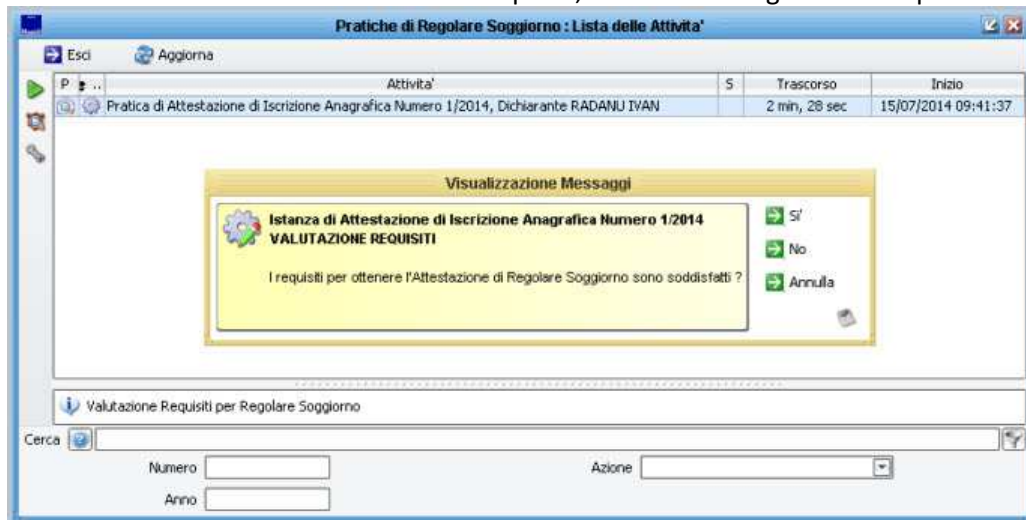 Pratiche di Regolare Soggiorno : Lista delle Attivita'
Esci Aggiorna
P ‎.. Attivita' S Trascorso Inizio
Pratica di Attestazione di Iscrizione Anagrafica Numero 1/2014, Dichiarante RADANU IVAN 2 min, 28 sec 15/07/2014 09:41:37
Visualizzazione Messaggi
Istanza di Attestazione di Iscrizione Anagrafica Numero 1/2014
VALUTAZIONE REQUISITI
I requisiti per ottenere l'Attestazione di Regolare Soggiorno sono soddisfatti ?
Si'
No
Annulla
Valutazione Requisiti per Regolare Soggiorno
Cerca
Numero
Azione
Anno